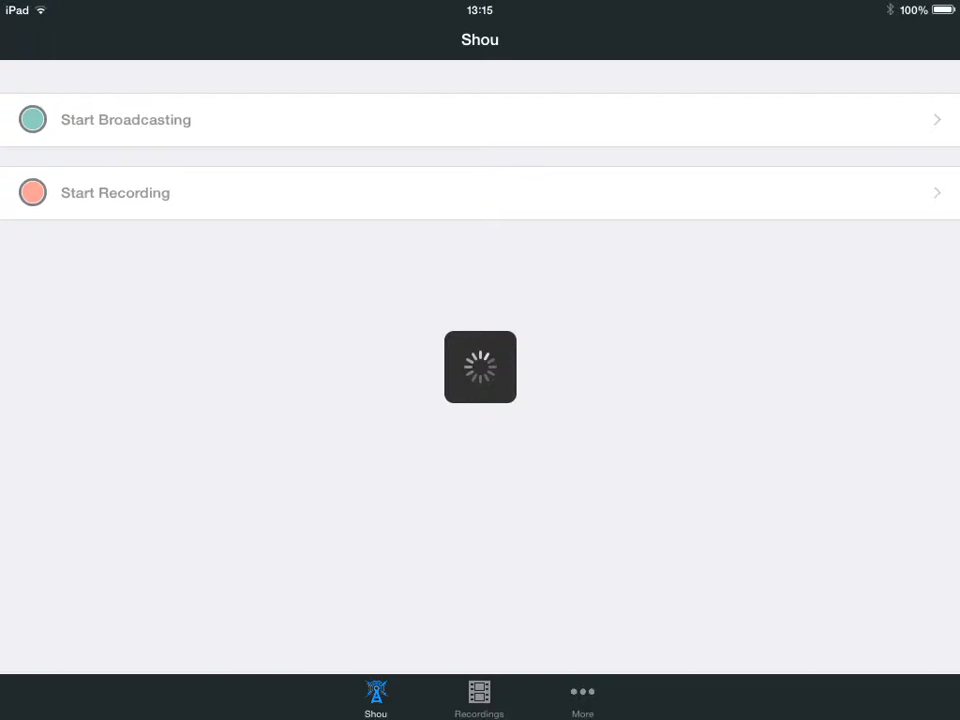 iPad 13:15 100%
Shou
Start Broadcasting
Start Recording
Shou Recordings More